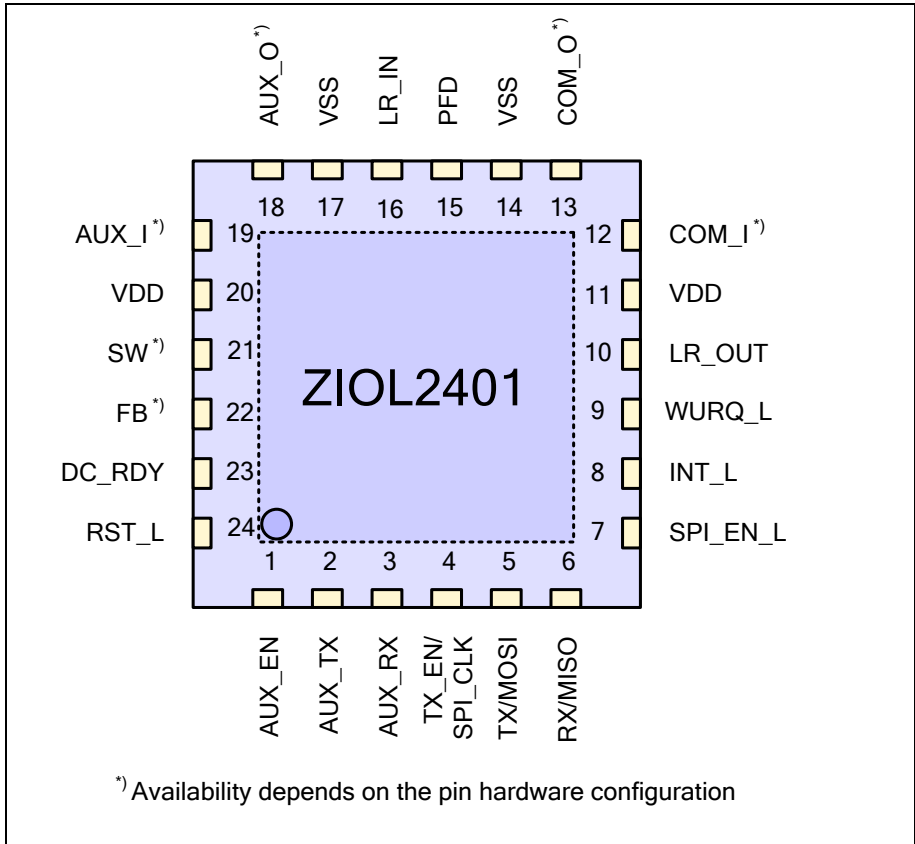 AUX_O*)
VSS
LR_IN
PFD
VSS
COM_O*)
18 17 16 15 14 13
AUX_I*) 19
VDD 20
SW*) 21
FB*) 22
DC_RDY 23
RST_L 24
ZIOL2401
12 COM_I*)
11 VDD
10 LR_OUT
9 WURQ_L
8 INT_L
7 SPI_EN_L
1 2 3 4 5 6
AUX_EN
AUX_TX
AUX_RX
TX_EN/
SPI_CLK
TX/MOSI
RX/MISO
*) Availability depends on the pin hardware configuration